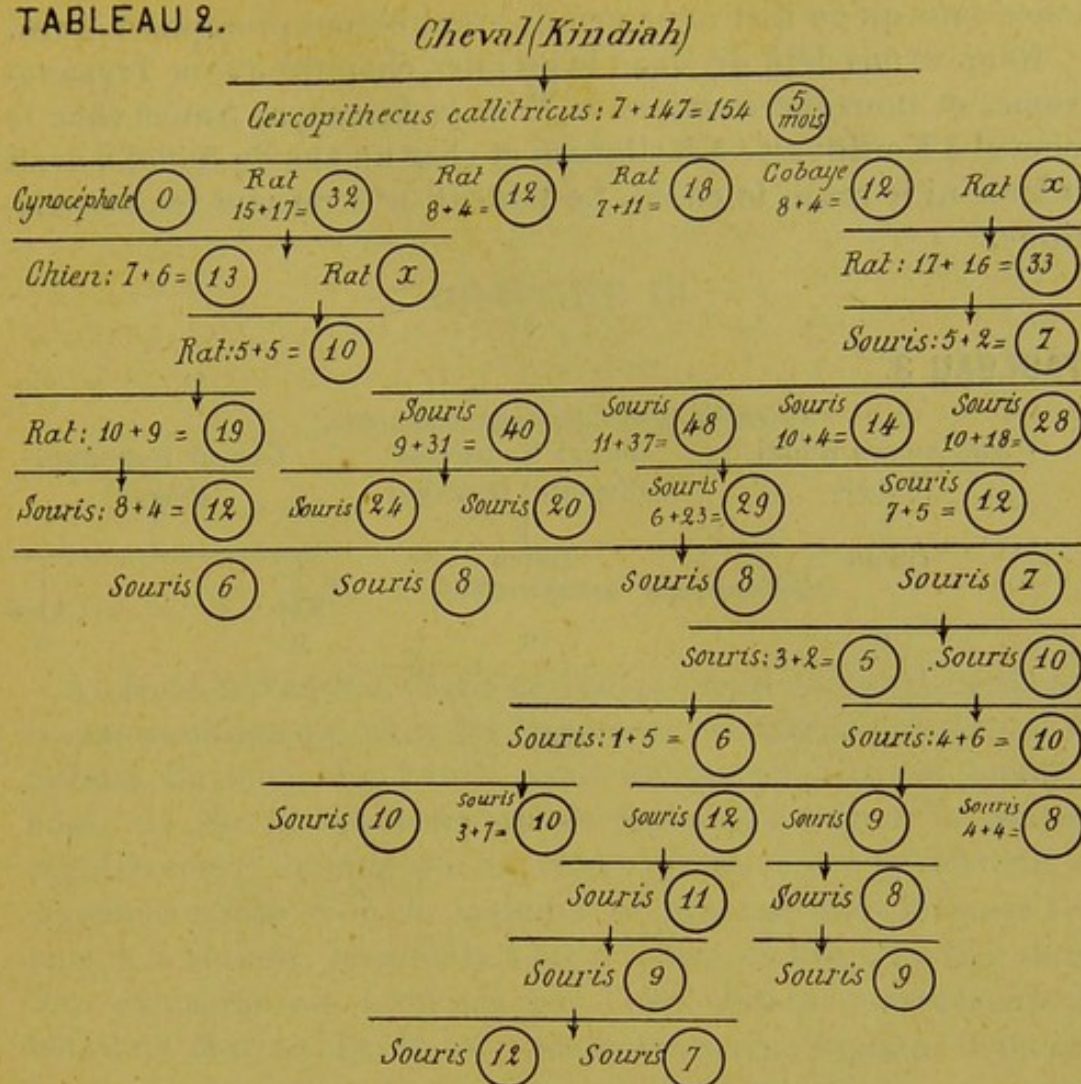 TABLEAU 2.
Cheval (Kindiah)
Cercopithecus callitricus: 7+147=154 5 mois
Cynocéphale 0 Rat 15+17= 32 Rat 8+4= 12 Rat 7+11= 18 Cobaye 8+4= 12 Rat x
Chien: 7+6= 13 Rat x Rat: 17+16= 33
Rat: 5+5= 10 Souris: 5+2= 7
Rat: 10+9= 19 Souris 9+31= 40 Souris 11+37= 48 Souris 10+4= 14 Souris 10+18= 28
Souris: 8+4= 12 Souris 24 Souris 20 Souris 6+23= 29 Souris 7+5= 12
Souris 6 Souris 8 Souris 8 Souris 7
Souris: 3+2= 5 Souris 10
Souris: 1+5= 6 Souris: 4+6= 10
Souris 10 Souris 3+7= 10 Souris 12 Souris 9 Souris 4+4= 8
Souris 11 Souris 8
Souris 9 Souris 9
Souris 12 Souris 7